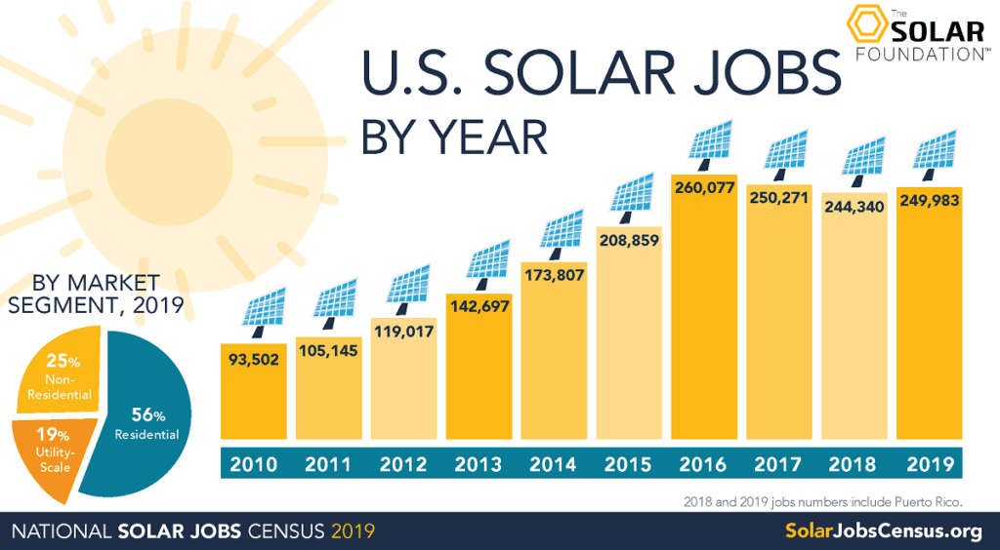 The
SOLAR
FOUNDATION™
U.S. SOLAR JOBS
BY YEAR
BY MARKET
SEGMENT, 2019
25%
Non-
Residential
19%
Utility-
Scale
56%
Residential
93,502
105,145
119,017
142,697
173,807
208,859
260,077
250,271
244,340
249,983
2010
2011
2012
2013
2014
2015
2016
2017
2018
2019
2018 and 2019 jobs numbers include Puerto Rico.
NATIONAL SOLAR JOBS CENSUS 2019
SolarJobsCensus.org